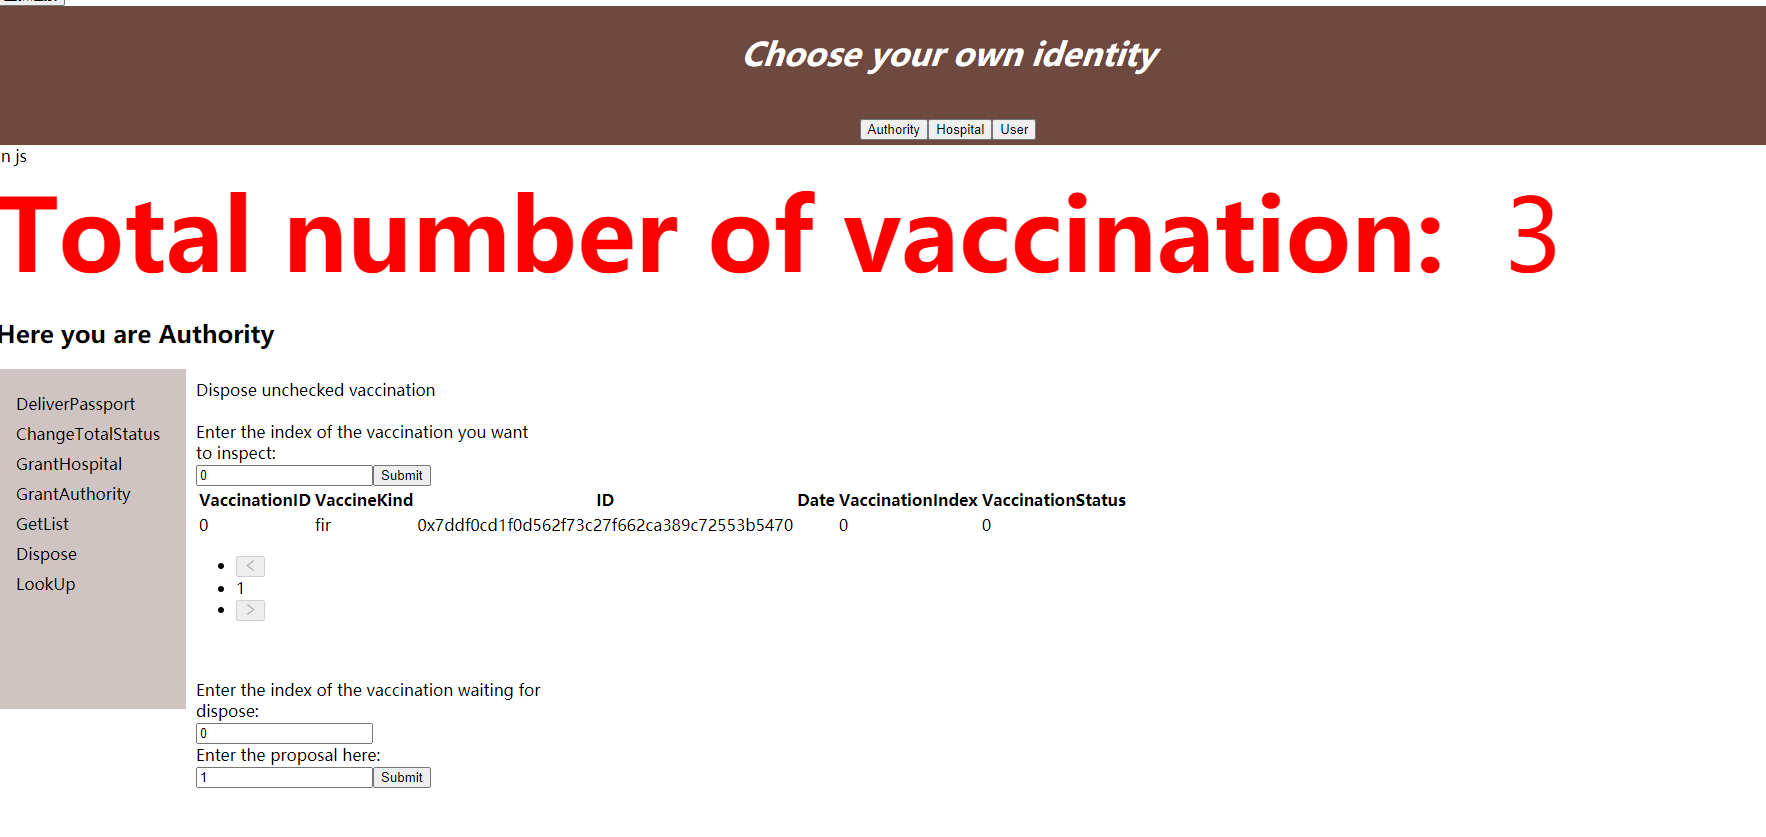 Choose your own identity
Authority Hospital User
n js
Total number of vaccination: 3
Here you are Authority
DeliverPassport
ChangeTotalStatus
GrantHospital
GrantAuthority
GetList
Dispose
LookUp
Dispose unchecked vaccination
Enter the index of the vaccination you want
to inspect:
0 Submit
VaccinationID VaccineKind ID Date VaccinationIndex VaccinationStatus
0 fir 0x7ddf0cd1f0d562f73c27f662ca389c72553b5470 0 0
<
1
>
Enter the index of the vaccination waiting for
dispose:
0
Enter the proposal here:
1 Submit